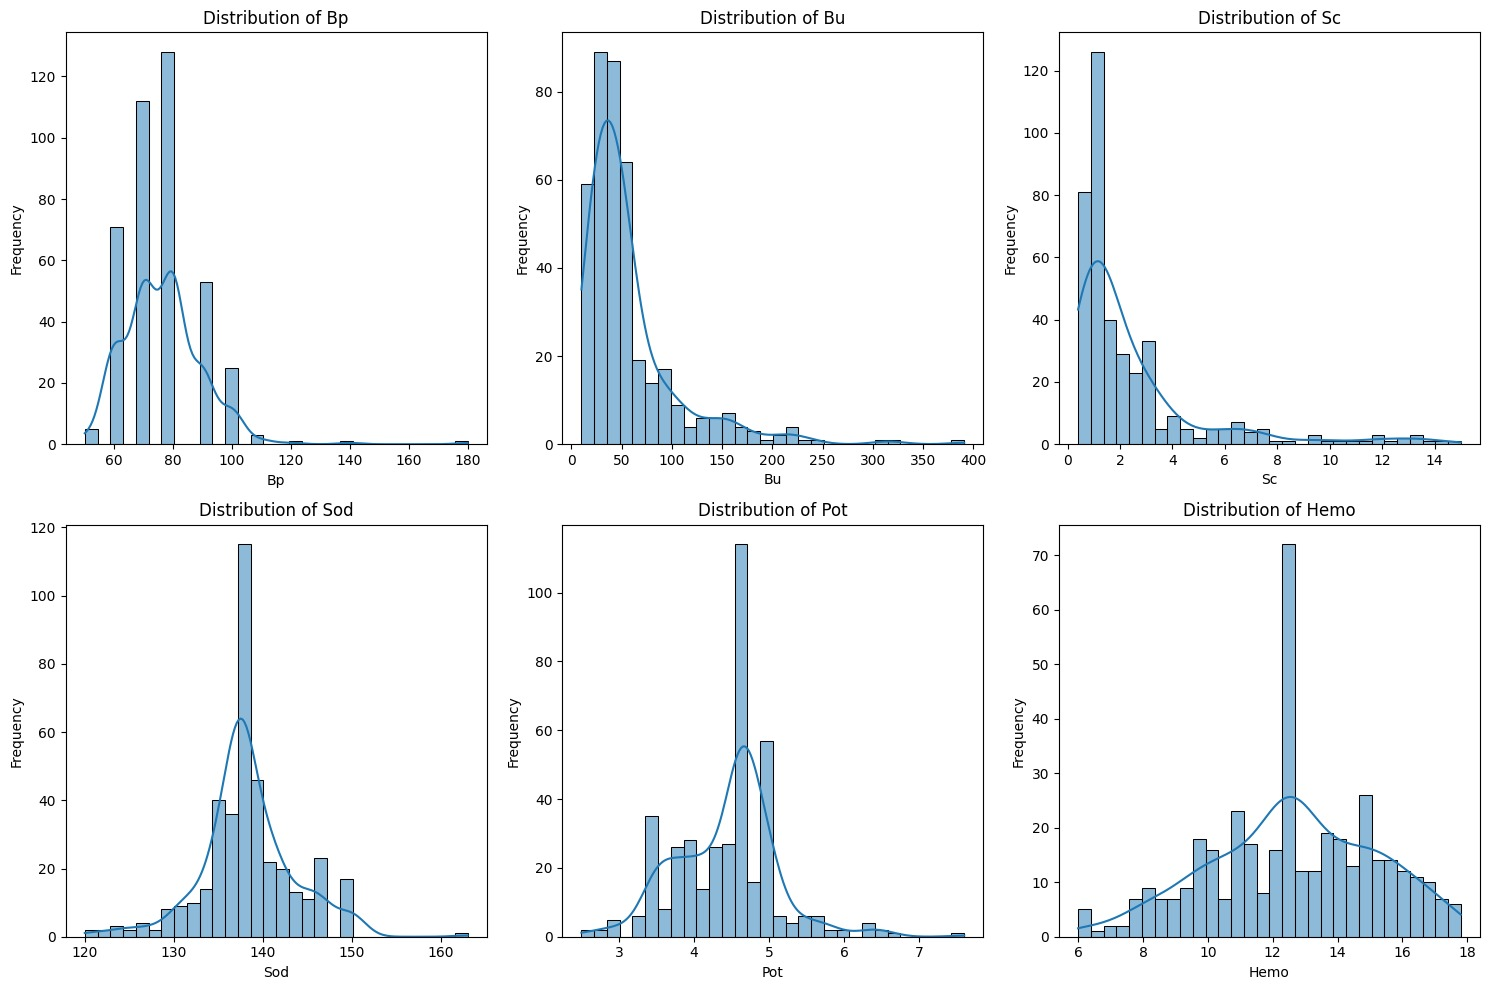 Distribution of Bp
Frequency
0
20
40
60
80
100
120
60 80 100 120 140 160 180
Bp
Distribution of Bu
Frequency
0
20
40
60
80
0 50 100 150 200 250 300 350 400
Bu
Distribution of Sc
Frequency
0
20
40
60
80
100
120
0 2 4 6 8 10 12 14
Sc
Distribution of Sod
Frequency
0
20
40
60
80
100
120
120 130 140 150 160
Sod
Distribution of Pot
Frequency
0
20
40
60
80
100
3 4 5 6 7
Pot
Distribution of Hemo
Frequency
0
10
20
30
40
50
60
70
6 8 10 12 14 16 18
Hemo